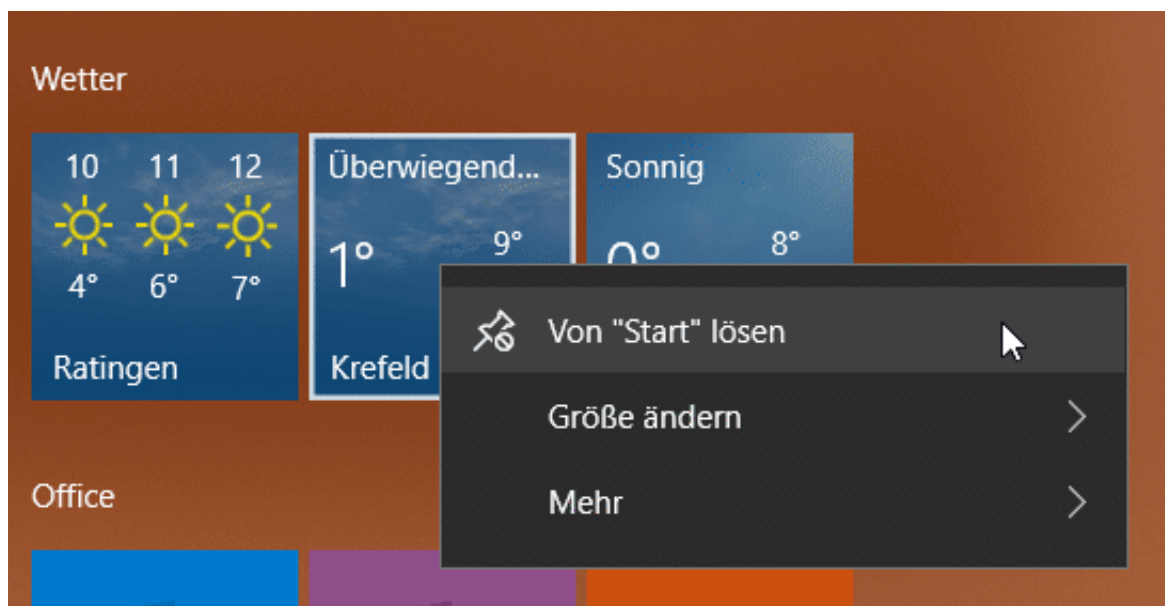 Wetter
10 11 12
4° 6° 7°
Ratingen
Überwiegend...
1° 9°
Krefeld
Sonnig
0° 8°
Von "Start" lösen
Größe ändern
Mehr
Office